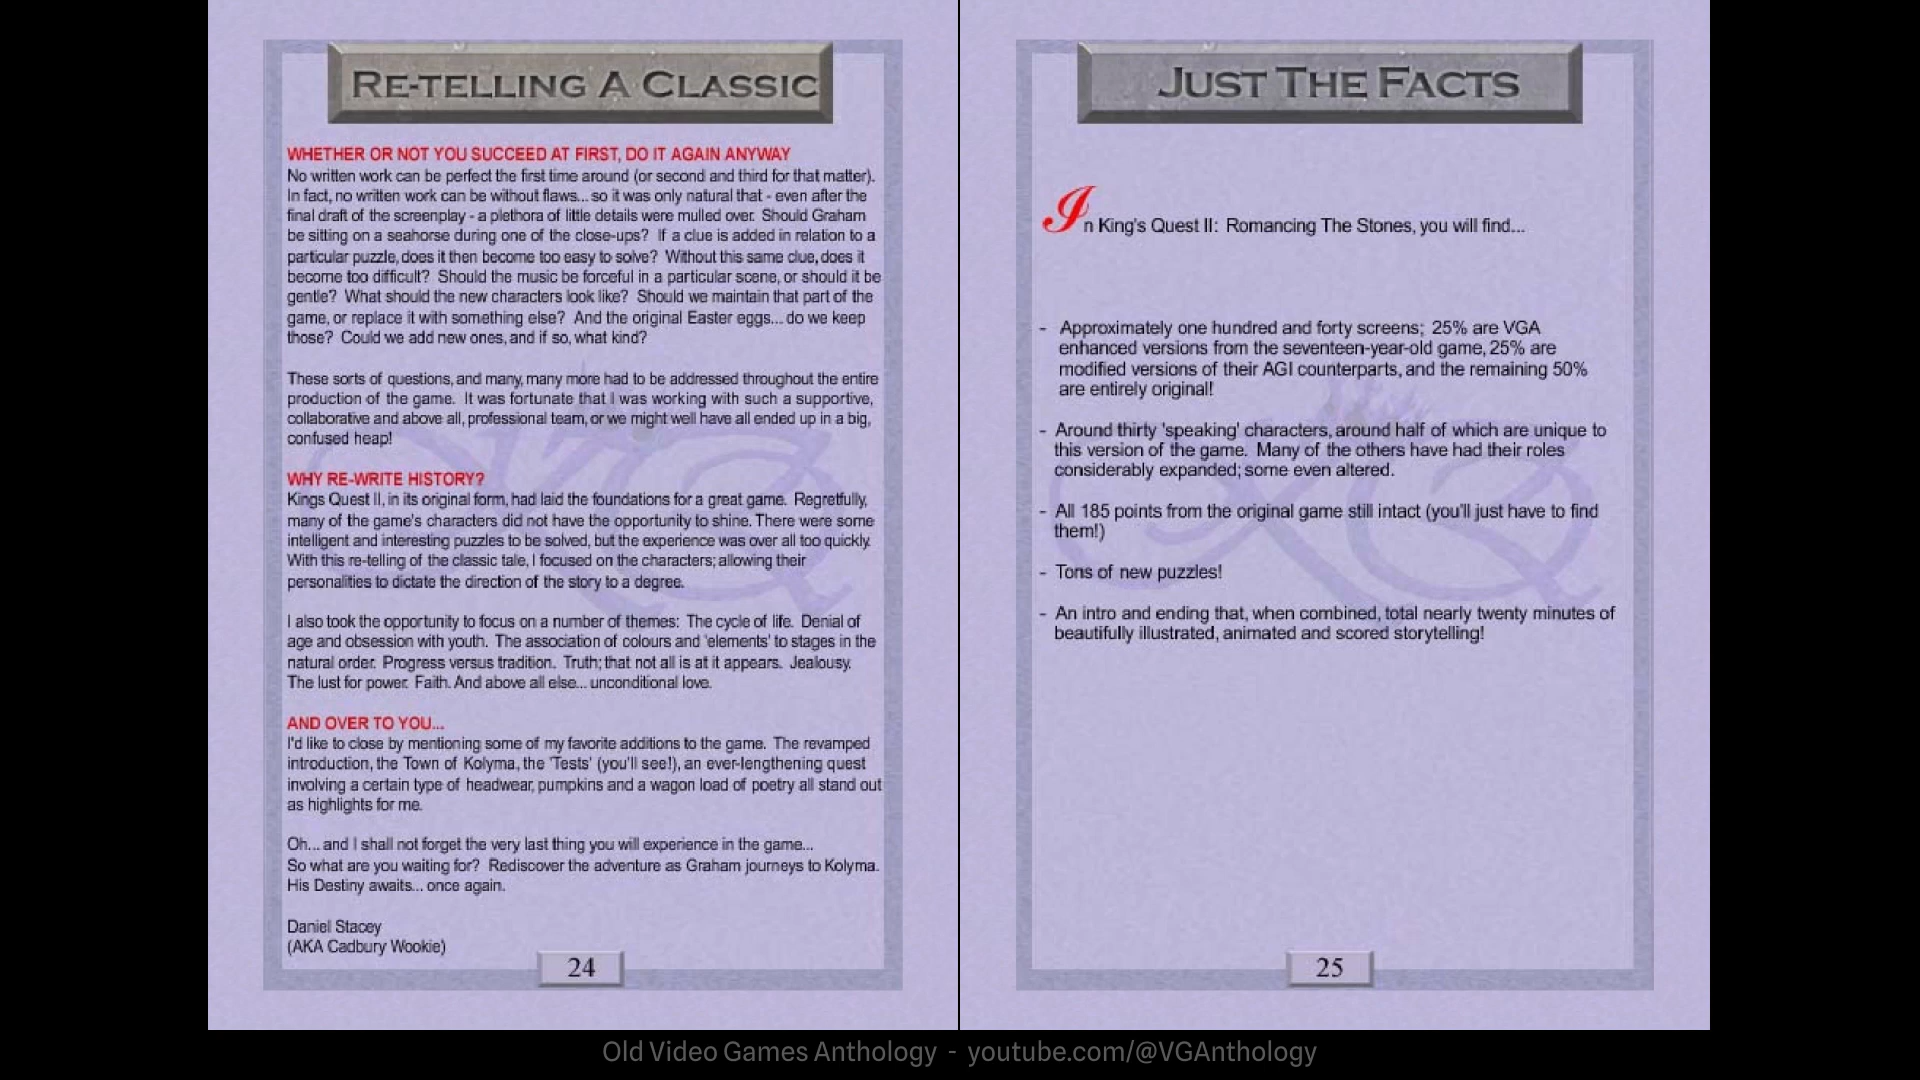 RE-TELLING A CLASSIC
WHETHER OR NOT YOU SUCCEED AT FIRST, DO IT AGAIN ANYWAY
No written work can be perfect the first time around (or second and third for that matter).
In fact, no written work can be without flaws... so it was only natural that - even after the
final draft of the screenplay - a plethora of little details were mulled over. Should Graham
be sitting on a seahorse during one of the close-ups? If a clue is added in relation to a
particular puzzle, does it then become too easy to solve? Without this same clue, does it
become too difficult? Should the music be forceful in a particular scene, or should it be
gentle? What should the new characters look like? Should we maintain that part of the
game, or replace it with something else? And the original Easter eggs... do we keep
those? Could we add new ones, and if so, what kind?
These sorts of questions, and many, many more had to be addressed throughout the entire
production of the game. It was fortunate that I was working with such a supportive,
collaborative and above all, professional team, or we might well have all ended up in a big,
confused heap!
WHY RE-WRITE HISTORY?
Kings Quest II, in its original form, had laid the foundations for a great game. Regretfully,
many of the game's characters did not have the opportunity to shine. There were some
intelligent and interesting puzzles to be solved, but the experience was over all too quickly.
With this re-telling of the classic tale, I focused on the characters; allowing their
personalities to dictate the direction of the story to a degree.
I also took the opportunity to focus on a number of themes: The cycle of life. Denial of
age and obsession with youth. The association of colours and 'elements' to stages in the
natural order. Progress versus tradition. Truth; that not all is at it appears. Jealousy.
The lust for power. Faith. And above all else... unconditional love.
AND OVER TO YOU...
I'd like to close by mentioning some of my favorite additions to the game. The revamped
introduction, the Town of Kolyma, the 'Tests' (you'll see!), an ever-lengthening quest
involving a certain type of headwear, pumpkins and a wagon load of poetry all stand out
as highlights for me.
Oh... and I shall not forget the very last thing you will experience in the game...
So what are you waiting for? Rediscover the adventure as Graham journeys to Kolyma.
His Destiny awaits... once again.
Daniel Stacey
(AKA Cadbury Wookie)
24
JUST THE FACTS
In King's Quest II: Romancing The Stones, you will find...
- Approximately one hundred and forty screens; 25% are VGA
enhanced versions from the seventeen-year-old game, 25% are
modified versions of their AGI counterparts, and the remaining 50%
are entirely original!
- Around thirty 'speaking' characters, around half of which are unique to
this version of the game. Many of the others have had their roles
considerably expanded; some even altered.
- All 185 points from the original game still intact (you'll just have to find
them!)
- Tons of new puzzles!
- An intro and ending that, when combined, total nearly twenty minutes of
beautifully illustrated, animated and scored storytelling!
25
Old Video Games Anthology - youtube.com/@VGAnthology